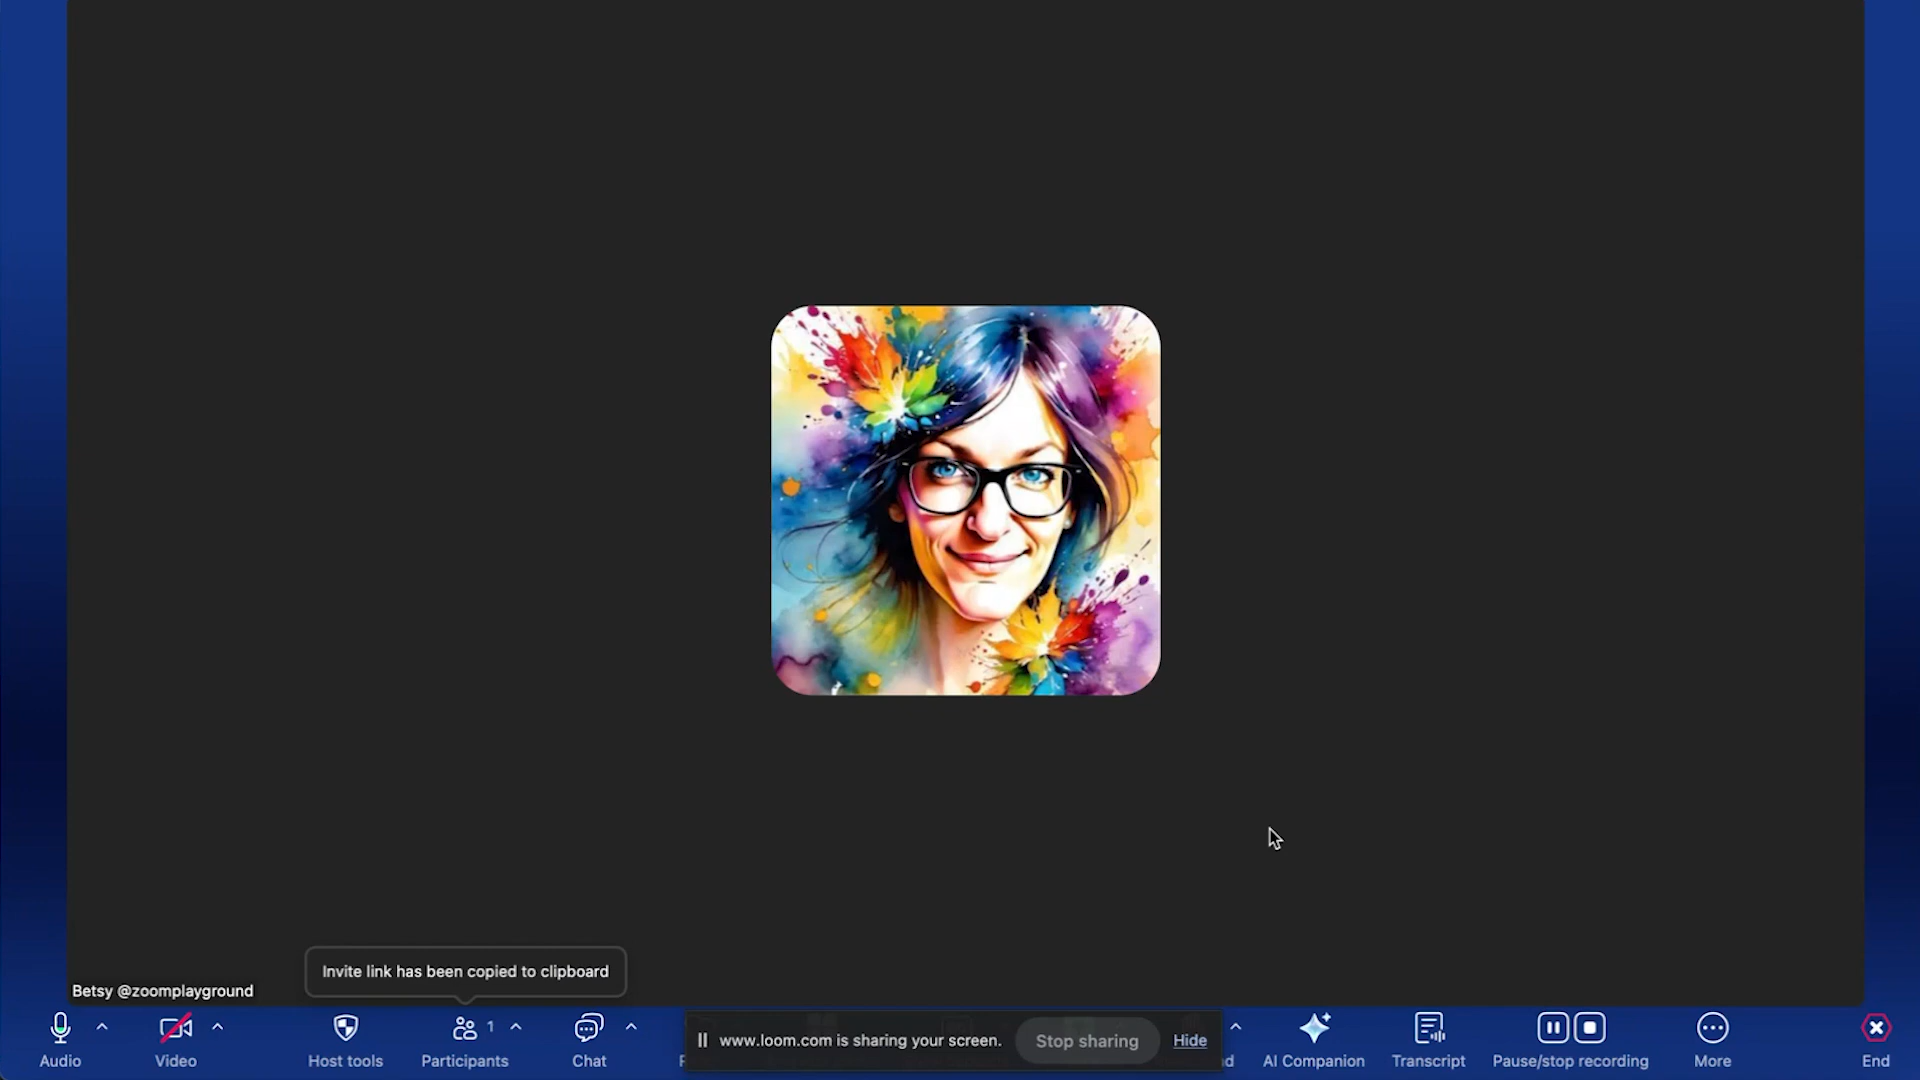 Invite link has been copied to clipboard
Betsy @zoomplayground
1
www.loom.com is sharing your screen.
Stop sharing
Hide
Audio
Video
Host tools
Participants
Chat
AI Companion
Transcript
Pause/stop recording
More
End